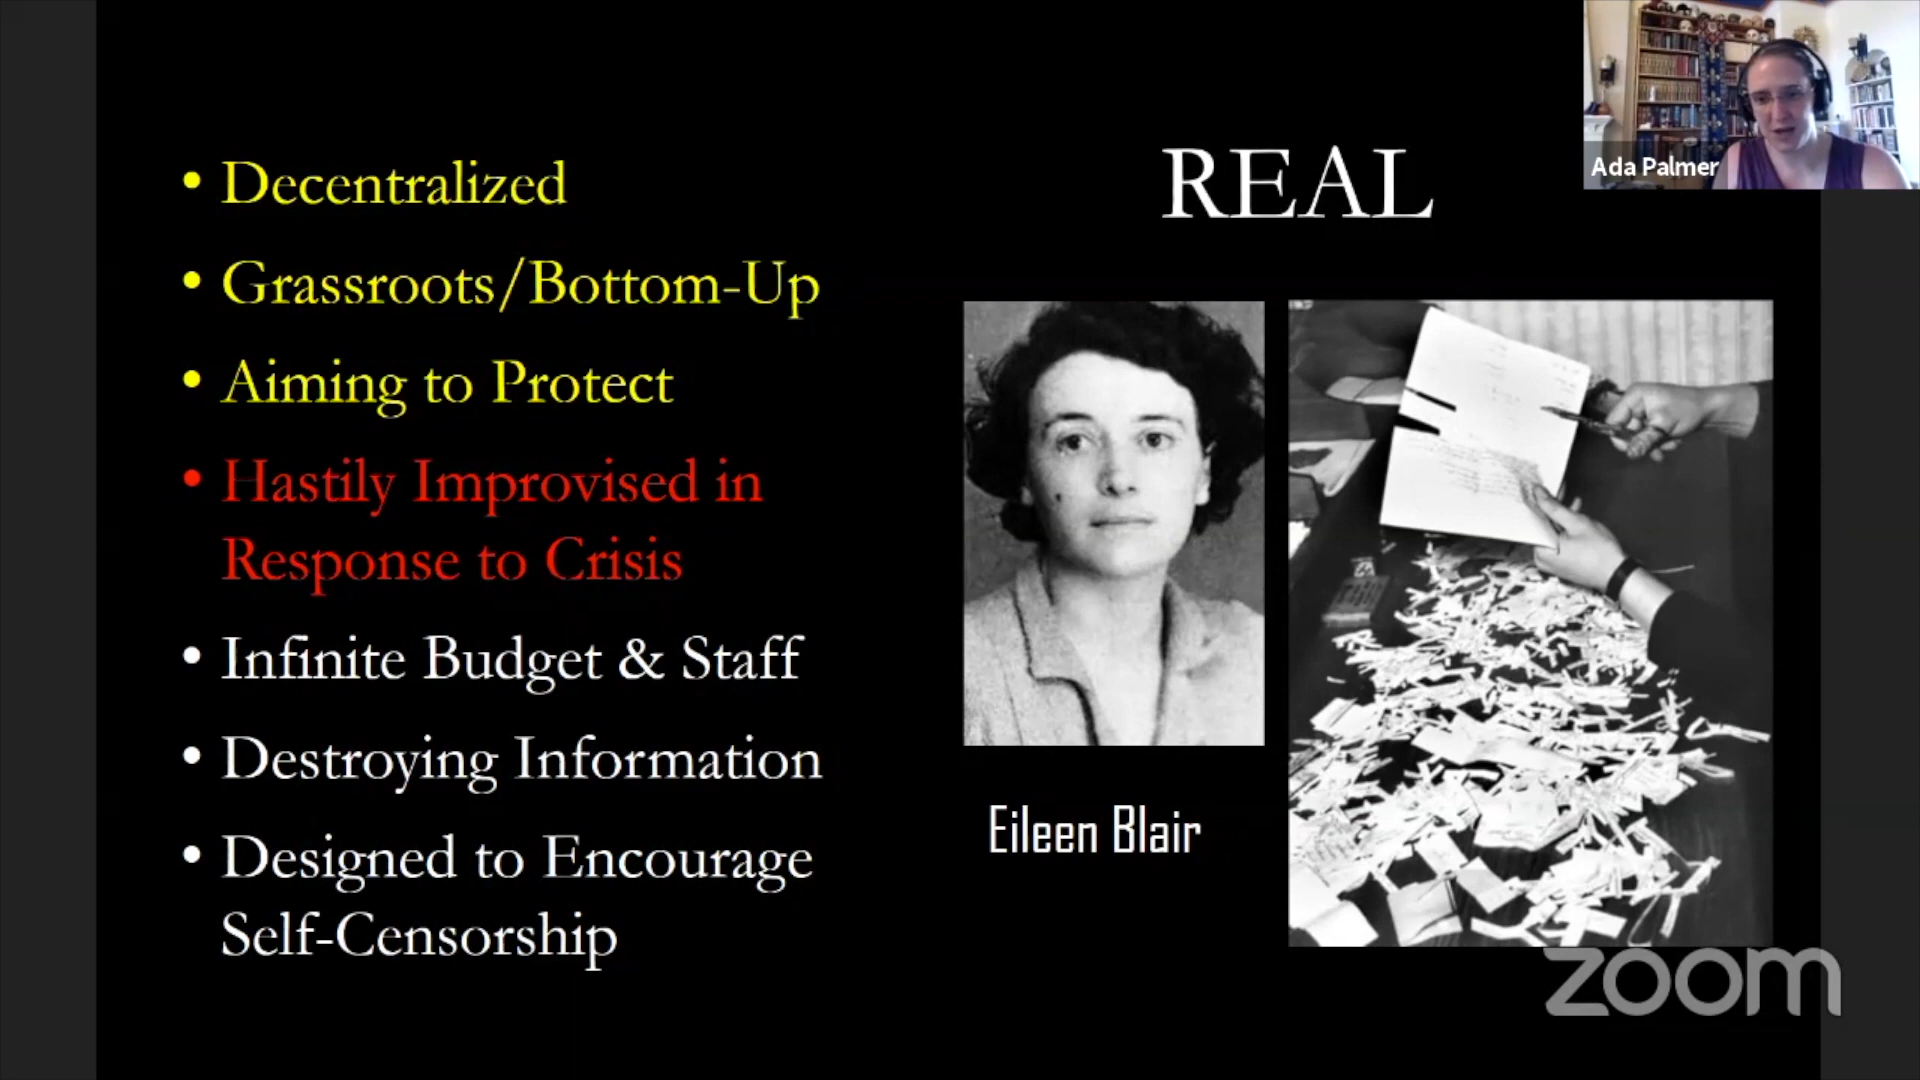 • Decentralized
• Grassroots/Bottom-Up
• Aiming to Protect
• Hastily Improvised in
Response to Crisis
• Infinite Budget & Staff
• Destroying Information
• Designed to Encourage
Self-Censorship
REAL
Eileen Blair
Ada Palmer
zoom